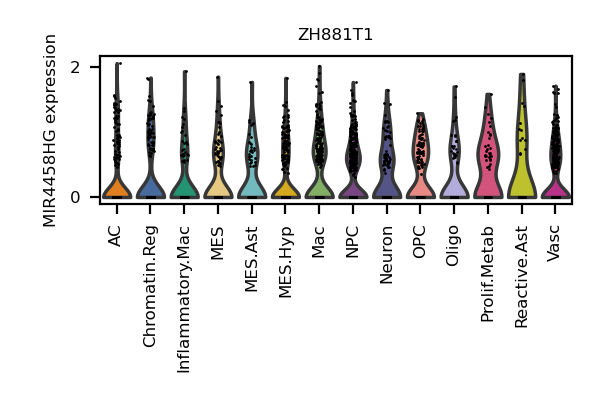 ZH881T1
MIR4458HG expression
2
0
AC
Chromatin.Reg
Inflammatory.Mac
MES
MES.Ast
MES.Hyp
Mac
NPC
Neuron
OPC
Oligo
Prolif.Metab
Reactive.Ast
Vasc